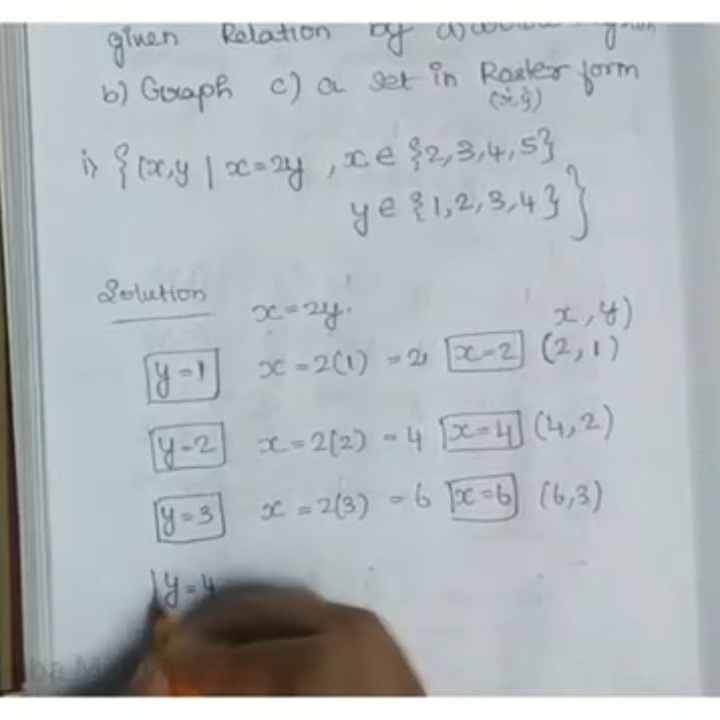 given Relation by a)
b) Graph c) a set in Raster form
(x,y)
i) {(x,y | x=2y , x∈ {2,3,4,5}
y∈ {1,2,3,4} }
Solution x=2y.
x, y)
y=1 x=2(1) = 2 x=2 (2,1)
y=2 x=2(2) = 4 x=4 (4,2)
y=3 x=2(3) = 6 x=6 (6,3)
y=4